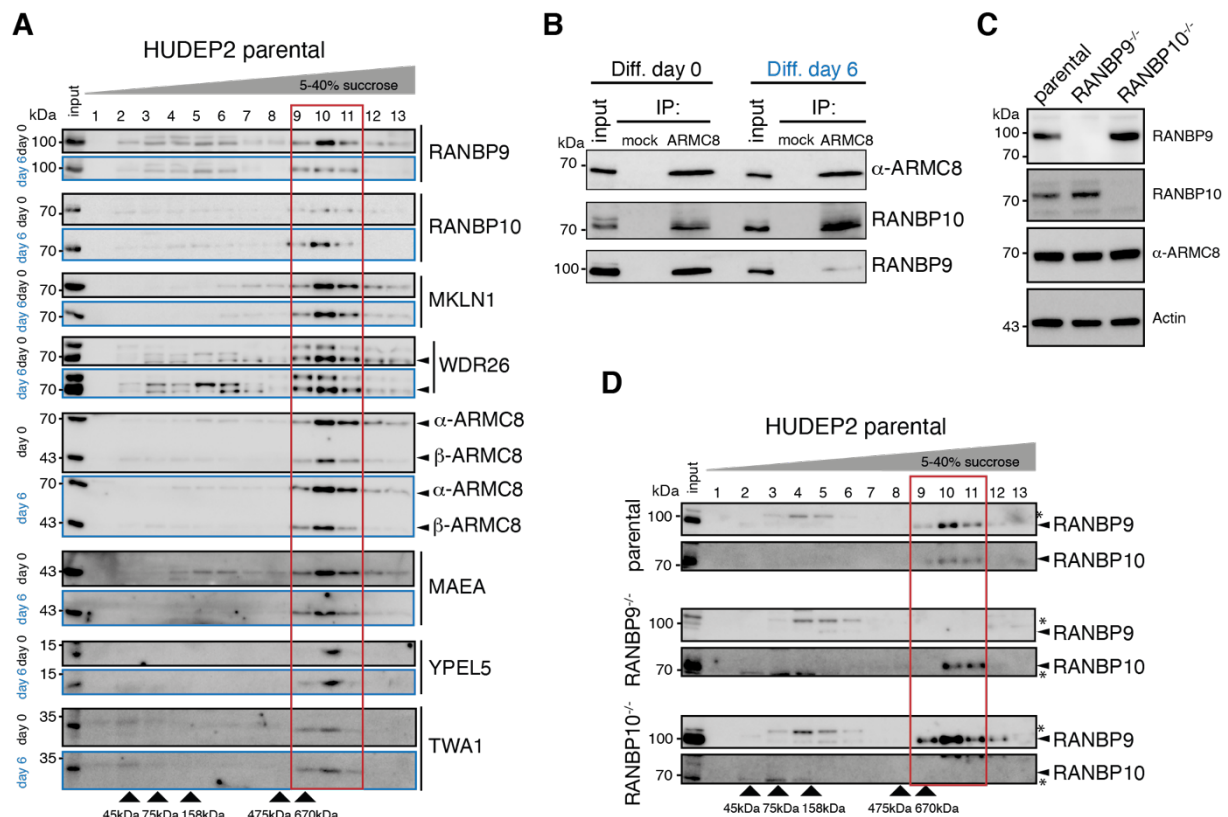 A
HUDEP2 parental
5-40% succrose
kDa
input
1 2 3 4 5 6 7 8 9 10 11 12 13
day 0
100
day 6
100
RANBP9
day 0
70
day 6
70
RANBP10
day 0
70
day 6
70
MKLN1
day 0
70
day 6
70
WDR26
day 0
70
α-ARMC8
43
β-ARMC8
day 6
70
α-ARMC8
43
β-ARMC8
day 0
43
day 6
43
MAEA
day 0
15
day 6
15
YPEL5
day 0
35
day 6
35
TWA1
45kDa 75kDa 158kDa 475kDa 670kDa
B
Diff. day 0 Diff. day 6
input IP: input IP:
kDa mock ARMC8 mock ARMC8
70 α-ARMC8
70 RANBP10
100 RANBP9
C
parental RANBP9-/- RANBP10-/-
kDa
100 RANBP9
70
70 RANBP10
70 α-ARMC8
43 Actin
D
HUDEP2 parental
5-40% succrose
kDa
input
1 2 3 4 5 6 7 8 9 10 11 12 13
parental
100 * RANBP9
70 RANBP10
RANBP9-/-
100 * RANBP9
70 RANBP10 *
RANBP10-/-
100 * RANBP9
70 RANBP10 *
45kDa 75kDa 158kDa 475kDa 670kDa